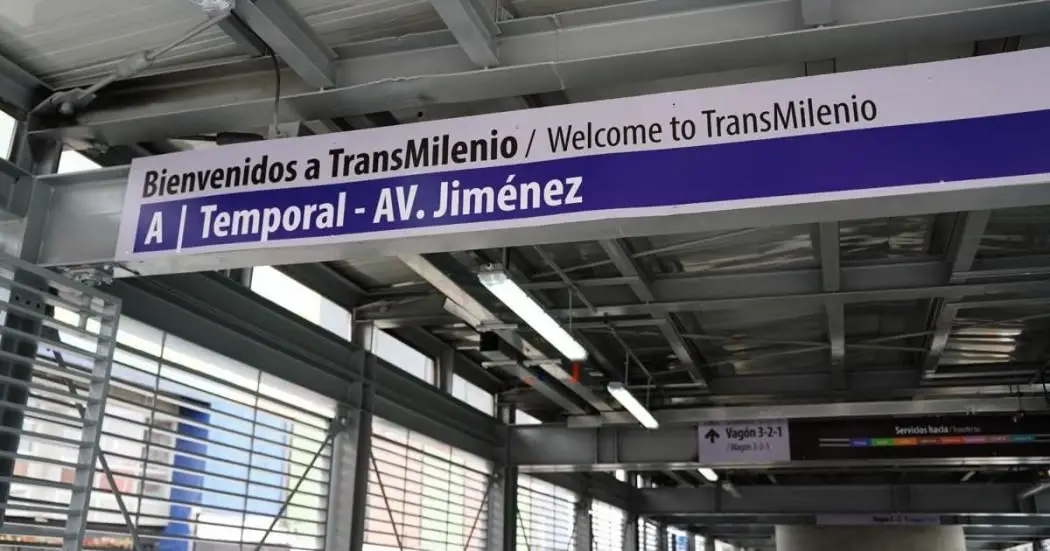 Bienvenidos a TransMilenio / Welcome to TransMilenio
A | Temporal - AV. Jiménez
Vagón 3-2-1
/ Wagon 3-2-1
Servicios hacia /